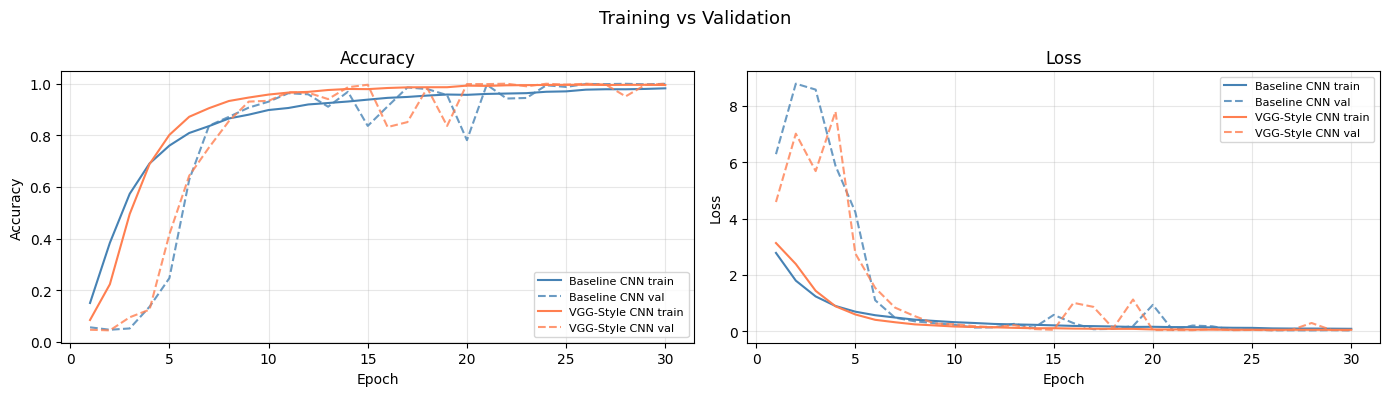 Training vs Validation
Accuracy
1.0
0.8
0.6
0.4
0.2
0.0
Accuracy
Baseline CNN train
Baseline CNN val
VGG-Style CNN train
VGG-Style CNN val
0 5 10 15 20 25 30
Epoch
Loss
8
6
4
2
0
Loss
Baseline CNN train
Baseline CNN val
VGG-Style CNN train
VGG-Style CNN val
0 5 10 15 20 25 30
Epoch